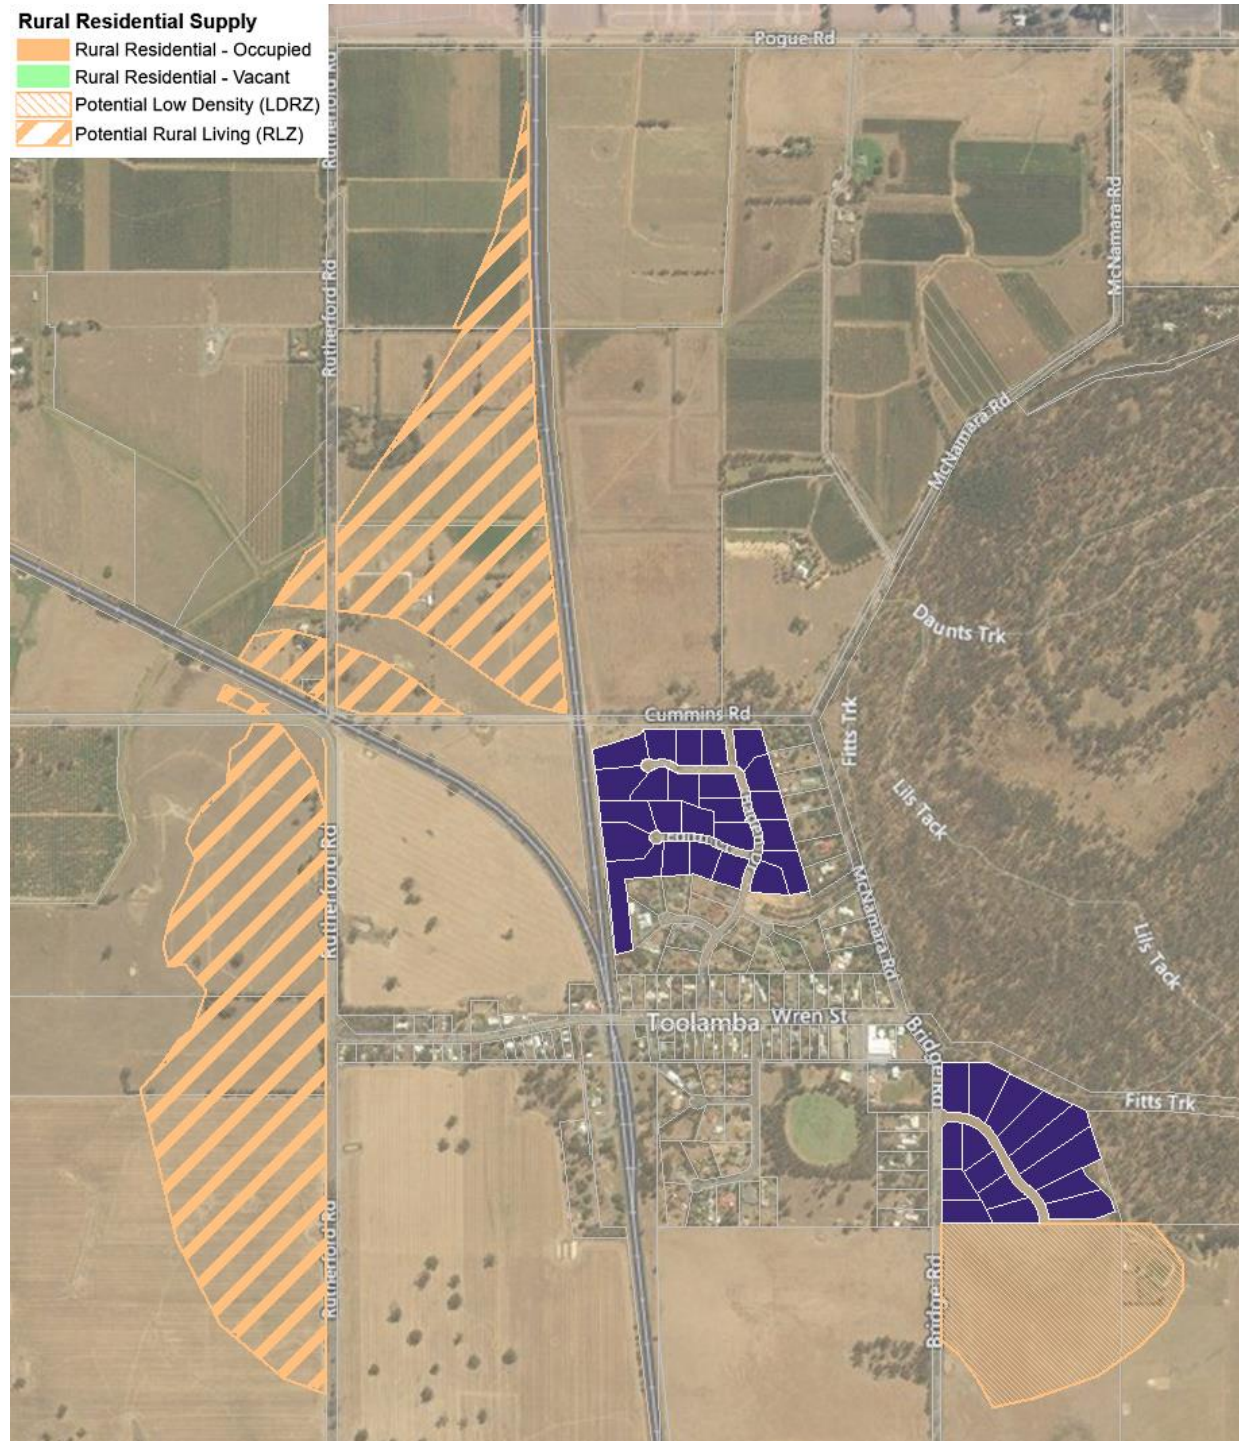 Rural Residential Supply
Rural Residential - Occupied
Rural Residential - Vacant
Potential Low Density (LDRZ)
Potential Rural Living (RLZ)
Pogue Rd
Rutherford Rd
McNamara Rd
Rutherford Rd
McNamara Rd
Daunts Trk
Cummins Rd
Fitts Trk
Lils Tack
Rutherford Rd
McNamara Rd
Lils Tack
Toolamba
Wren St
Bridge Rd
Fitts Trk
Rutherford Rd
Bridge Rd